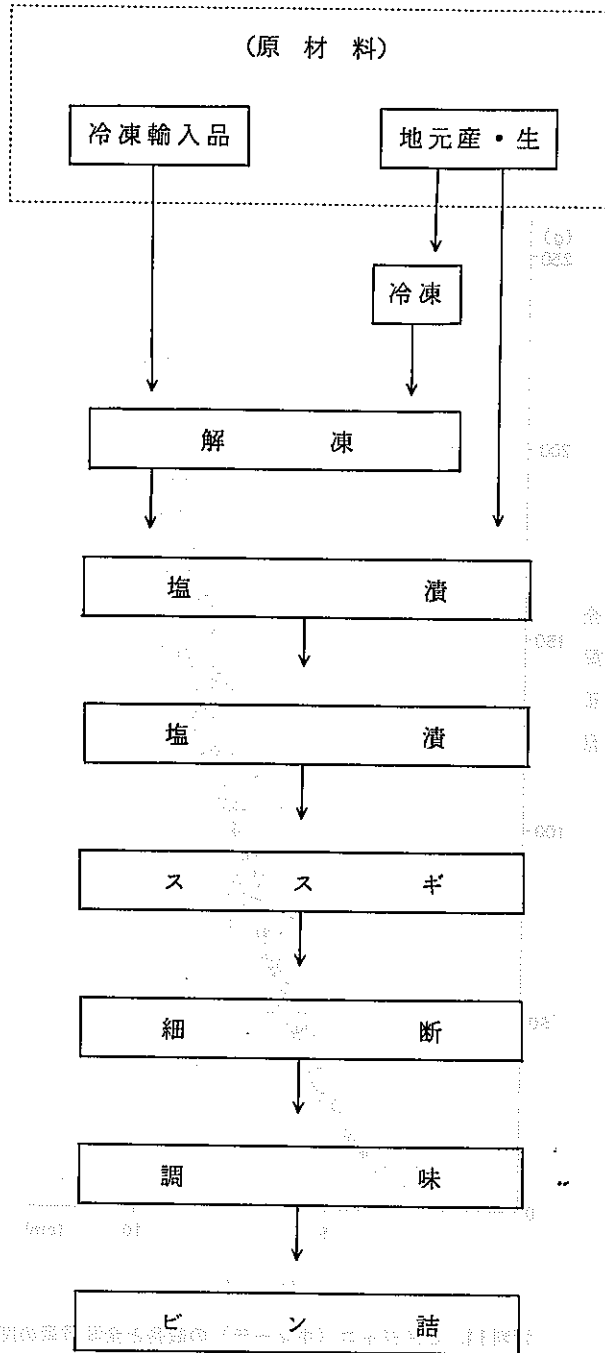 (原 材 料)
冷凍輸入品
地元産・生
冷凍
解 凍
塩 漬
塩 漬
ス ス ギ
細 断
調 味
ビ ン 詰